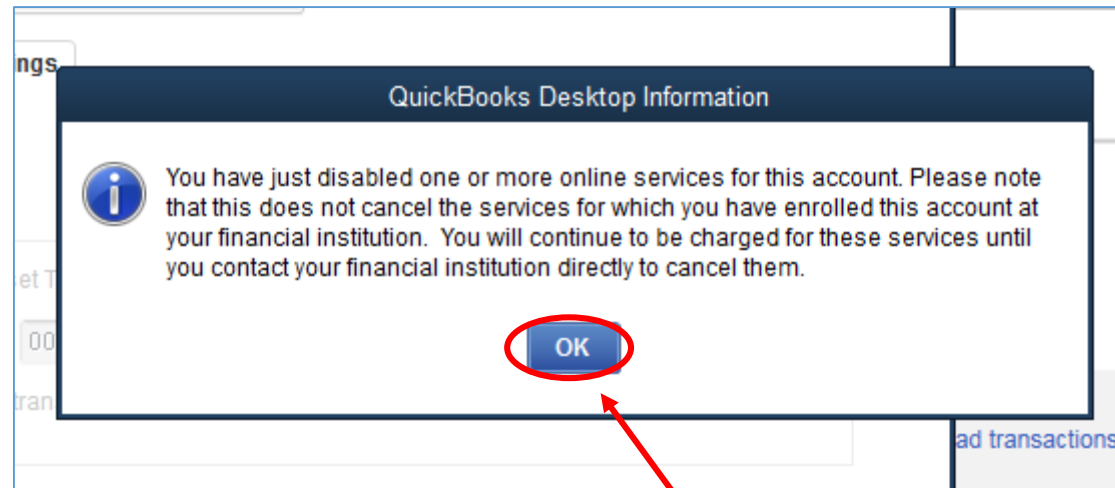 ngs
QuickBooks Desktop Information
You have just disabled one or more online services for this account. Please note
that this does not cancel the services for which you have enrolled this account at
your financial institution.  You will continue to be charged for these services until
you contact your financial institution directly to cancel them.
et T
00
OK
tran
ad transactions